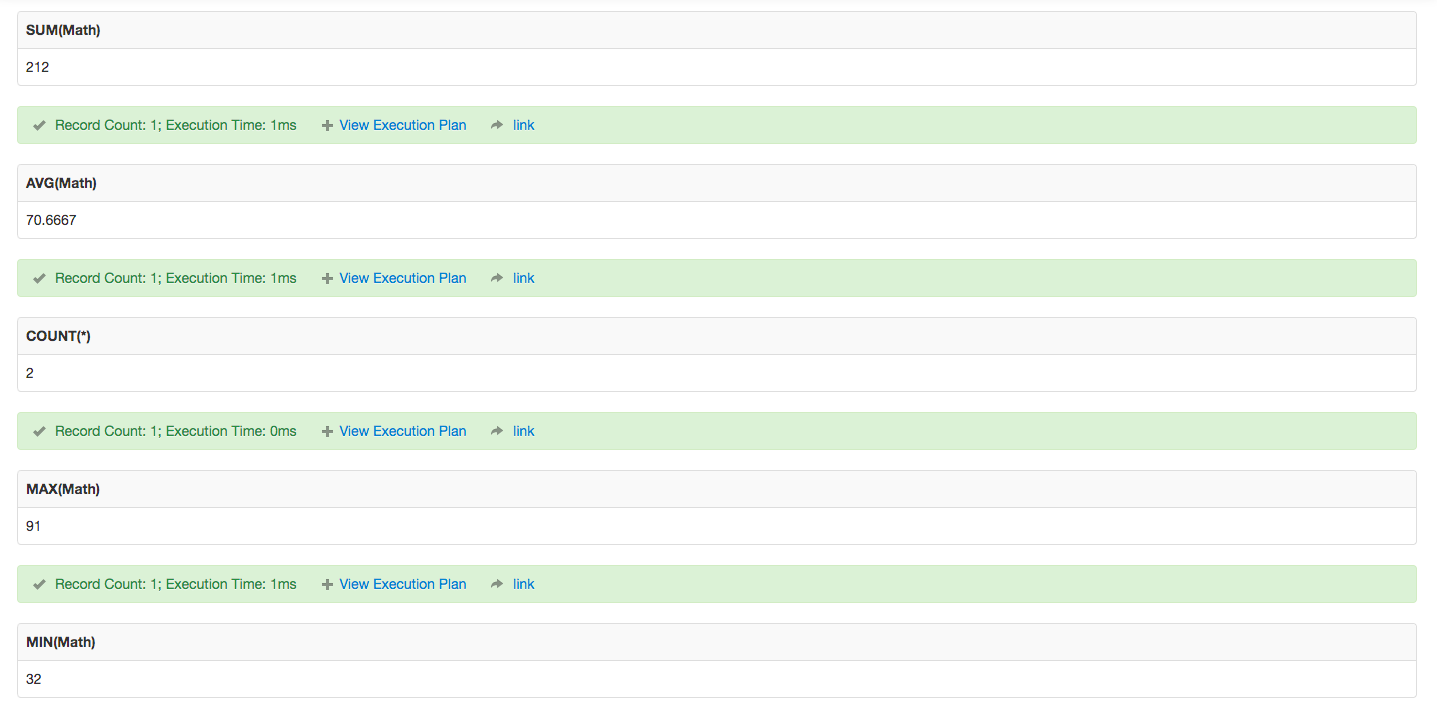 SUM(Math)
212
Record Count: 1; Execution Time: 1ms View Execution Plan link
AVG(Math)
70.6667
Record Count: 1; Execution Time: 1ms View Execution Plan link
COUNT(*)
2
Record Count: 1; Execution Time: 0ms View Execution Plan link
MAX(Math)
91
Record Count: 1; Execution Time: 1ms View Execution Plan link
MIN(Math)
32